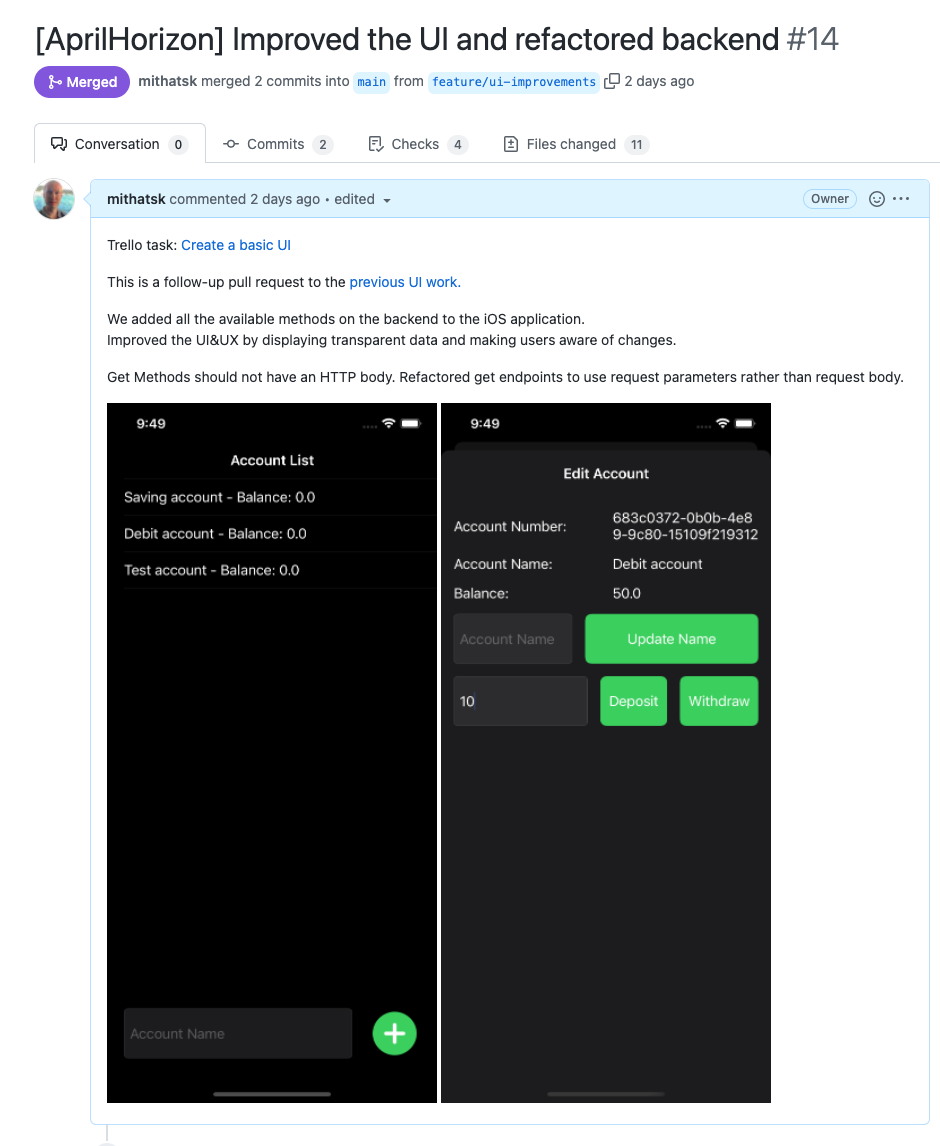 [AprilHorizon] Improved the UI and refactored backend #14
Merged mithatsk merged 2 commits into main from feature/ui-improvements 2 days ago
Conversation 0 Commits 2 Checks 4 Files changed 11
mithatsk commented 2 days ago • edited Owner
Trello task: Create a basic UI
This is a follow-up pull request to the previous UI work.
We added all the available methods on the backend to the iOS application.
Improved the UI&UX by displaying transparent data and making users aware of changes.
Get Methods should not have an HTTP body. Refactored get endpoints to use request parameters rather than request body.
9:49
Account List
Saving account - Balance: 0.0
Debit account - Balance: 0.0
Test account - Balance: 0.0
Account Name
9:49
Edit Account
Account Number: 683c0372-0b0b-4e8
9-9c80-15109f219312
Account Name: Debit account
Balance: 50.0
Account Name Update Name
10 Deposit Withdraw